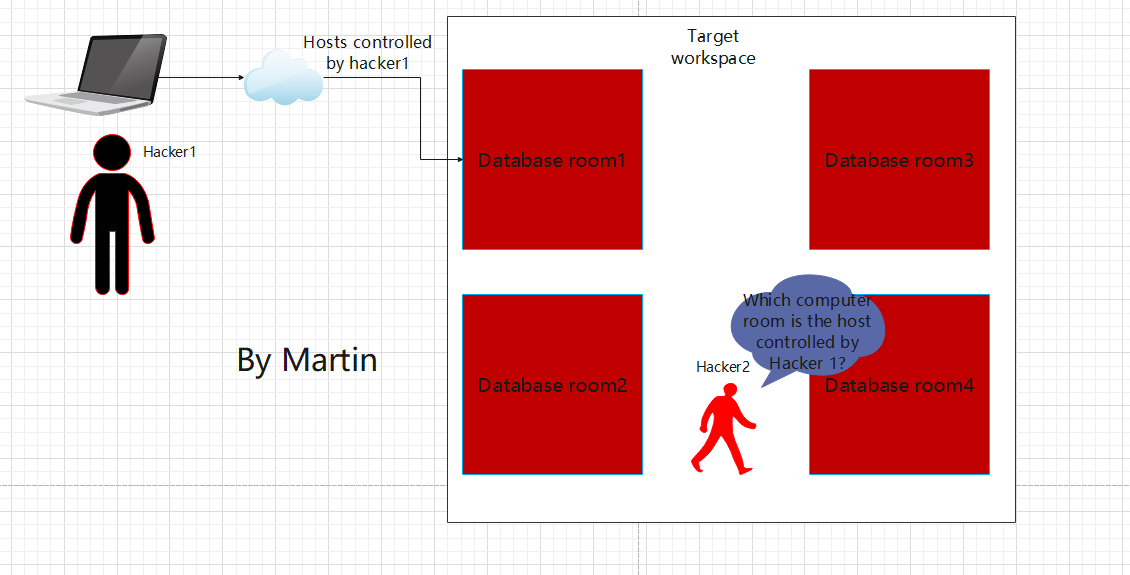 Hosts controlled
by hacker1
Target
workspace
Hacker1
Database room1
Database room3
Which computer
room is the host
controlled by
Hacker 1?
By Martin
Hacker2
Database room2
Database room4